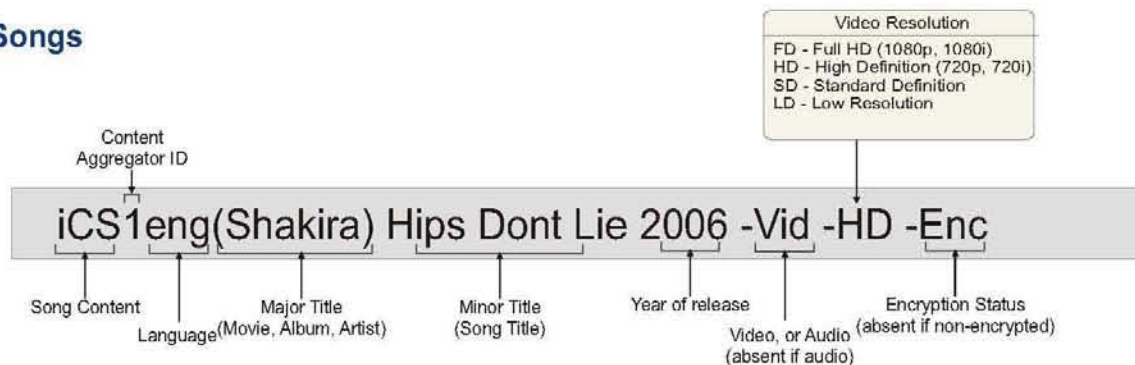 Songs
Video Resolution
FD - Full HD (1080p, 1080i)
HD - High Definition (720p, 720i)
SD - Standard Definition
LD - Low Resolution
Content
Aggregator ID
iCS1eng(Shakira) Hips Dont Lie 2006 -Vid -HD -Enc
Song Content
Language
Major Title
(Movie, Album, Artist)
Minor Title
(Song Title)
Year of release
Video, or Audio
(absent if audio)
Encryption Status
(absent if non-encrypted)